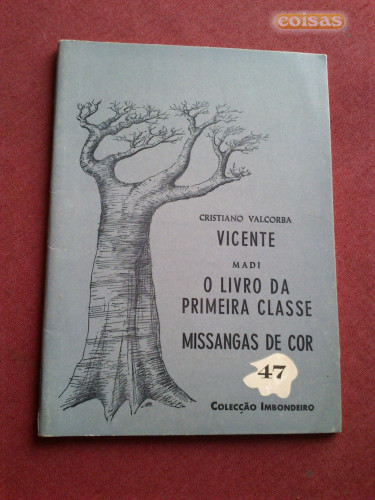 coisas
CRISTIANO VALCORBA
VICENTE
MADI
O LIVRO DA
PRIMEIRA CLASSE
MISSANGAS DE COR
47
COLECÇÃO IMBONDEIRO